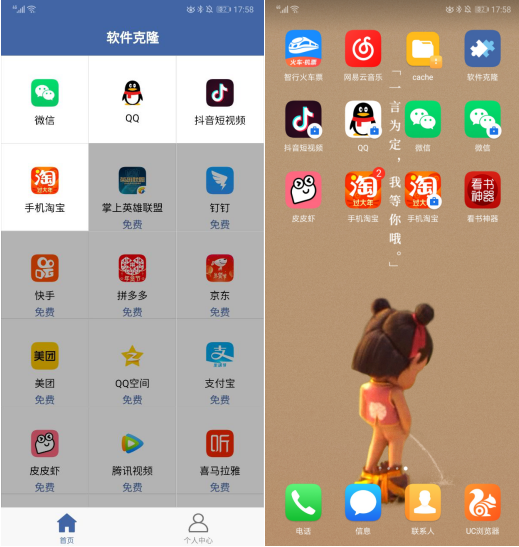 17:58
软件克隆
微信
QQ
抖音短视频
手机淘宝
掌上英雄联盟
免费
钉钉
免费
快手
免费
拼多多
免费
京东
免费
美团
免费
QQ空间
免费
支付宝
免费
皮皮虾
免费
腾讯视频
免费
喜马拉雅
免费
首页
个人中心
17:58
智行火车票
网易云音乐
cache
软件克隆
抖音短视频
QQ
微信
微信
皮皮虾
手机淘宝
2
手机淘宝
看书神器
「一言为定，我等你哦。」
电话
信息
联系人
UC浏览器
火车·机票
淘
过大年
淘
过大年
看书
神器
淘
过大年
美团
听